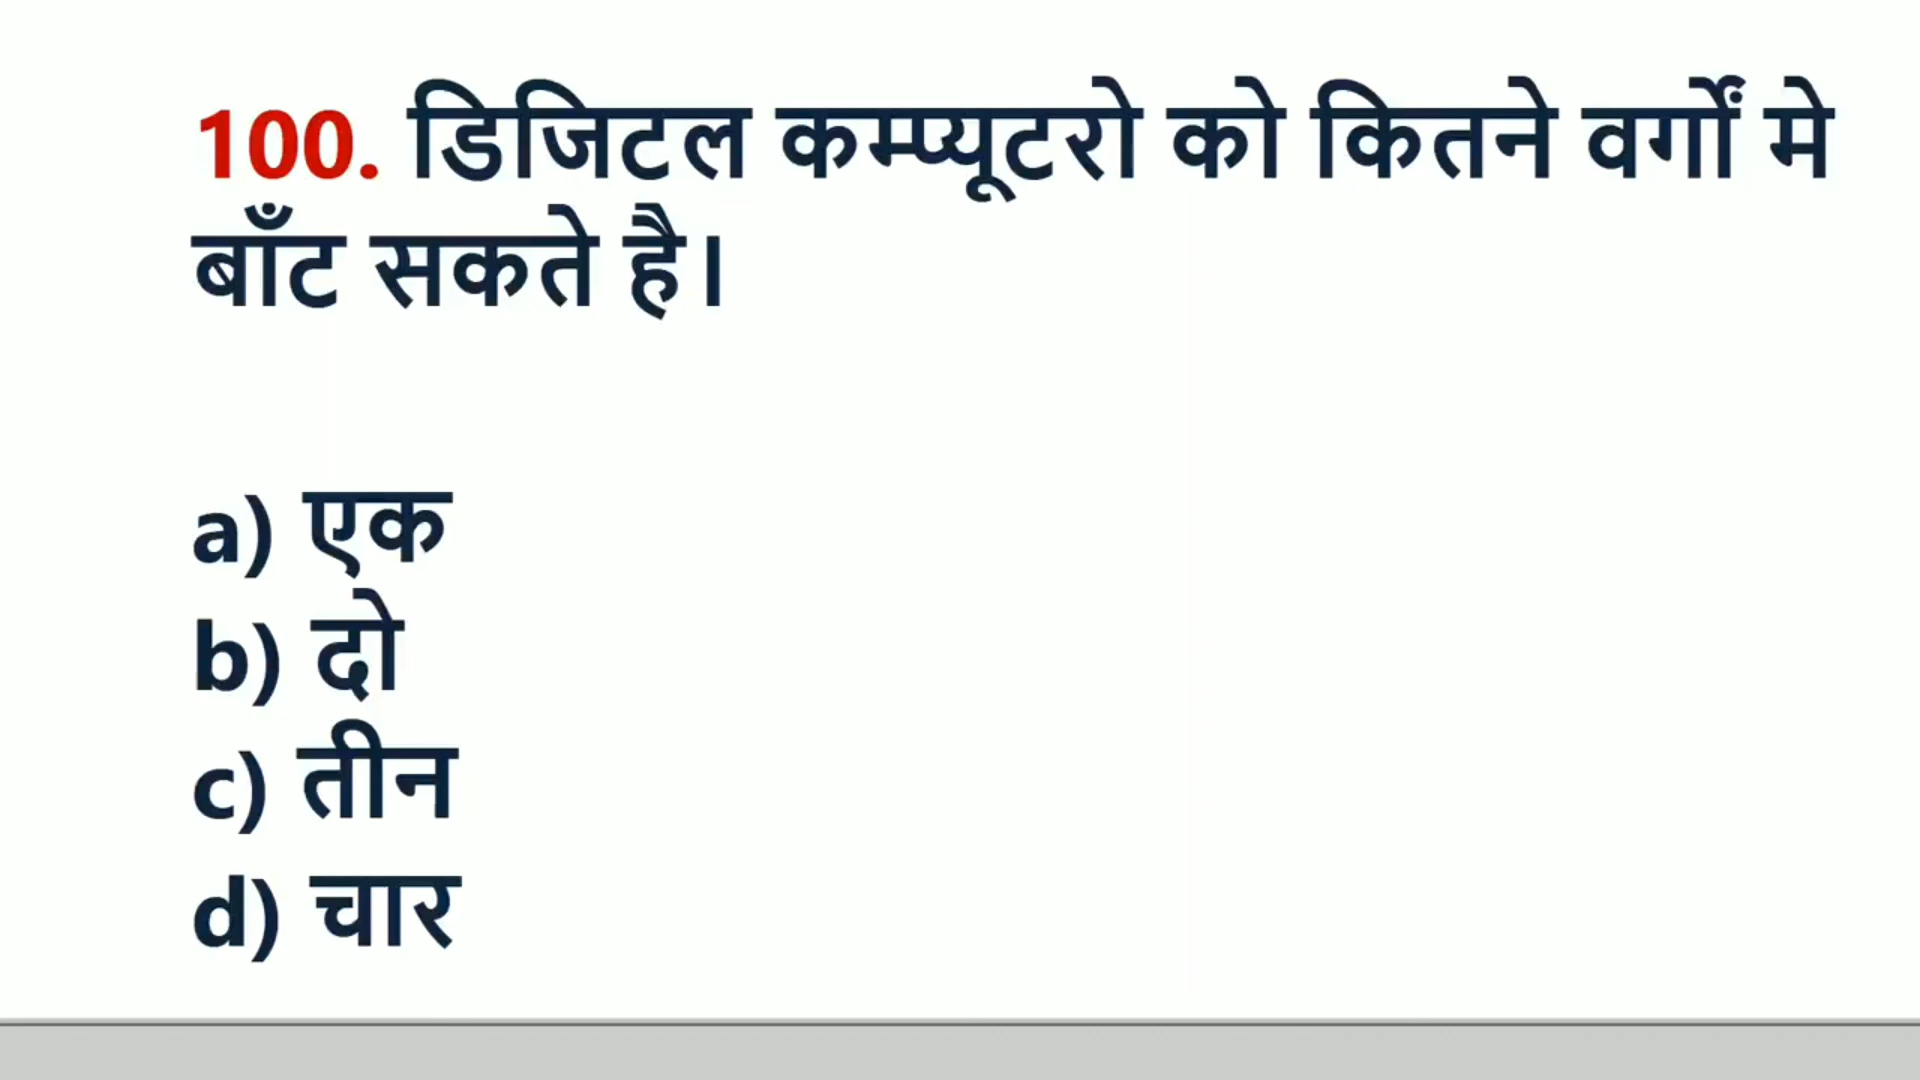 100. डिजिटल कम्प्यूटरो को कितने वर्गों मे
बाँट सकते है।
a) एक
b) दो
c) तीन
d) चार